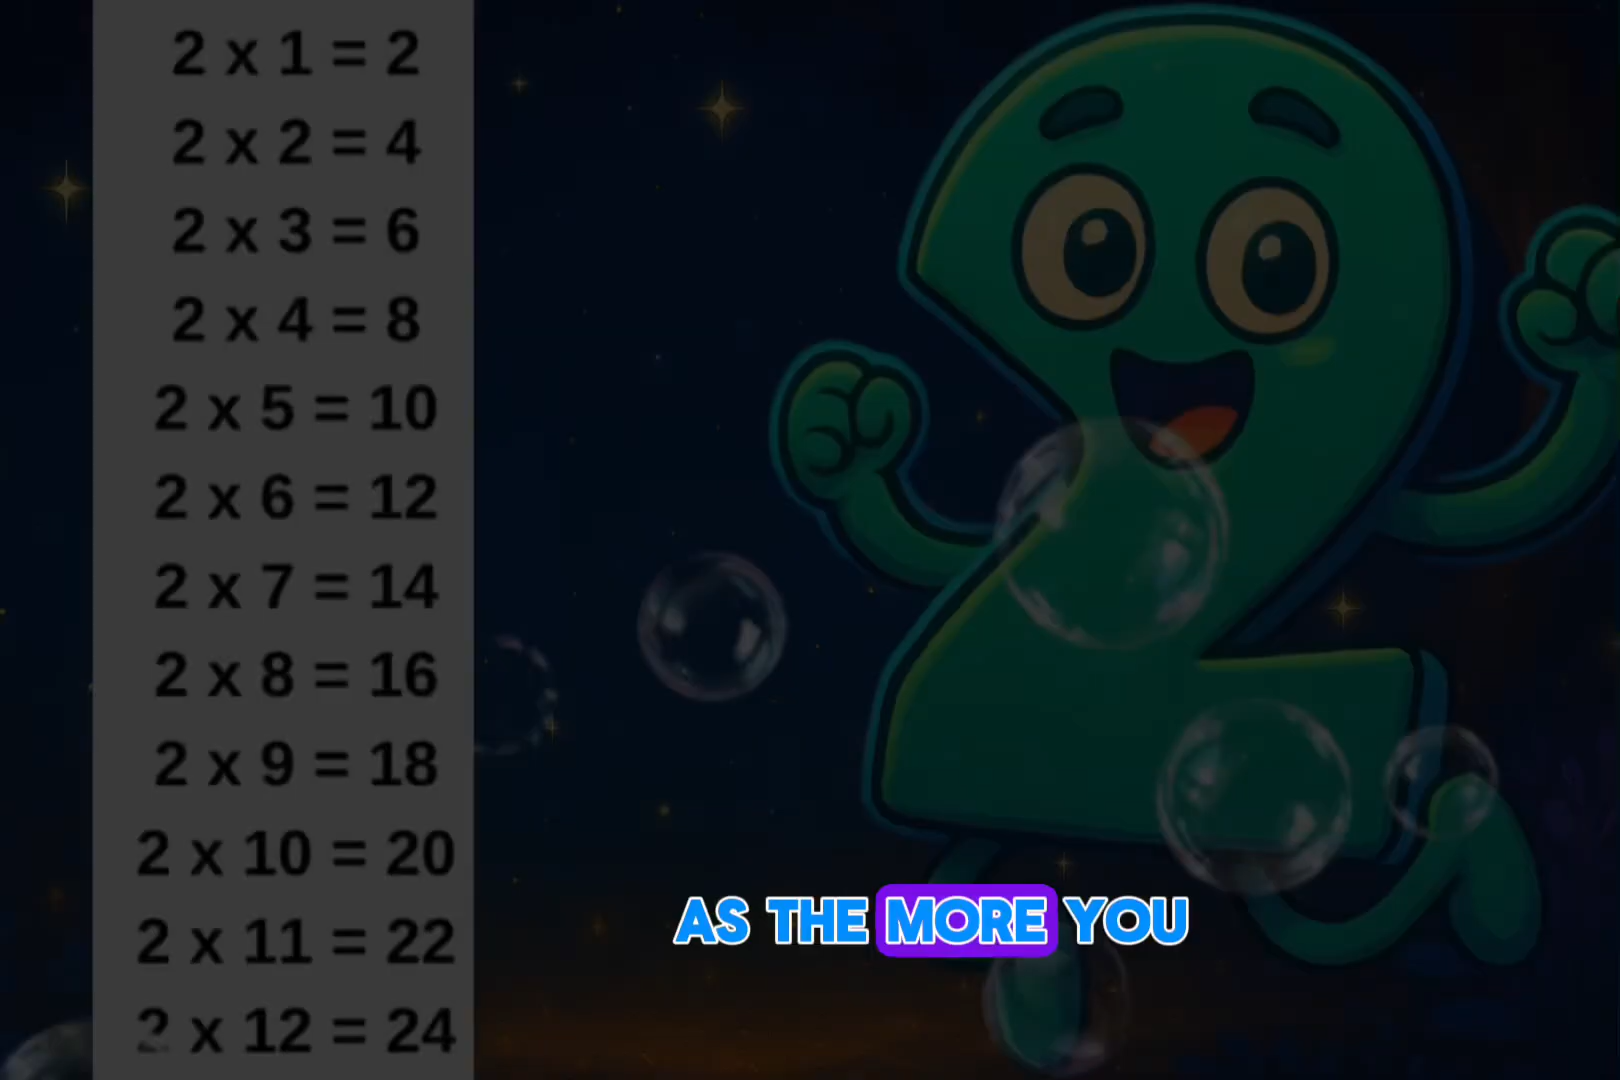 2 x 1 = 2
2 x 2 = 4
2 x 3 = 6
2 x 4 = 8
2 x 5 = 10
2 x 6 = 12
2 x 7 = 14
2 x 8 = 16
2 x 9 = 18
2 x 10 = 20
2 x 11 = 22
2 x 12 = 24
AS THE MORE YOU